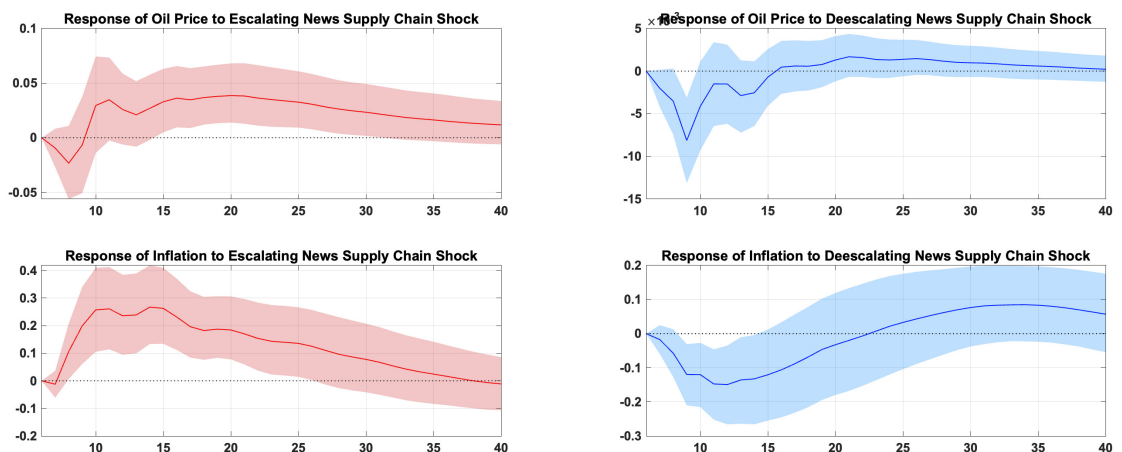 Response of Oil Price to Escalating News Supply Chain Shock
0.1
0.05
0
-0.05
10 15 20 25 30 35 40
Response of Oil Price to Deescalating News Supply Chain Shock
5
0
-5
-10
-15
10 15 20 25 30 35 40
Response of Inflation to Escalating News Supply Chain Shock
0.4
0.3
0.2
0.1
0
-0.1
-0.2
10 15 20 25 30 35 40
Response of Inflation to Deescalating News Supply Chain Shock
0.2
0.1
0
-0.1
-0.2
-0.3
10 15 20 25 30 35 40